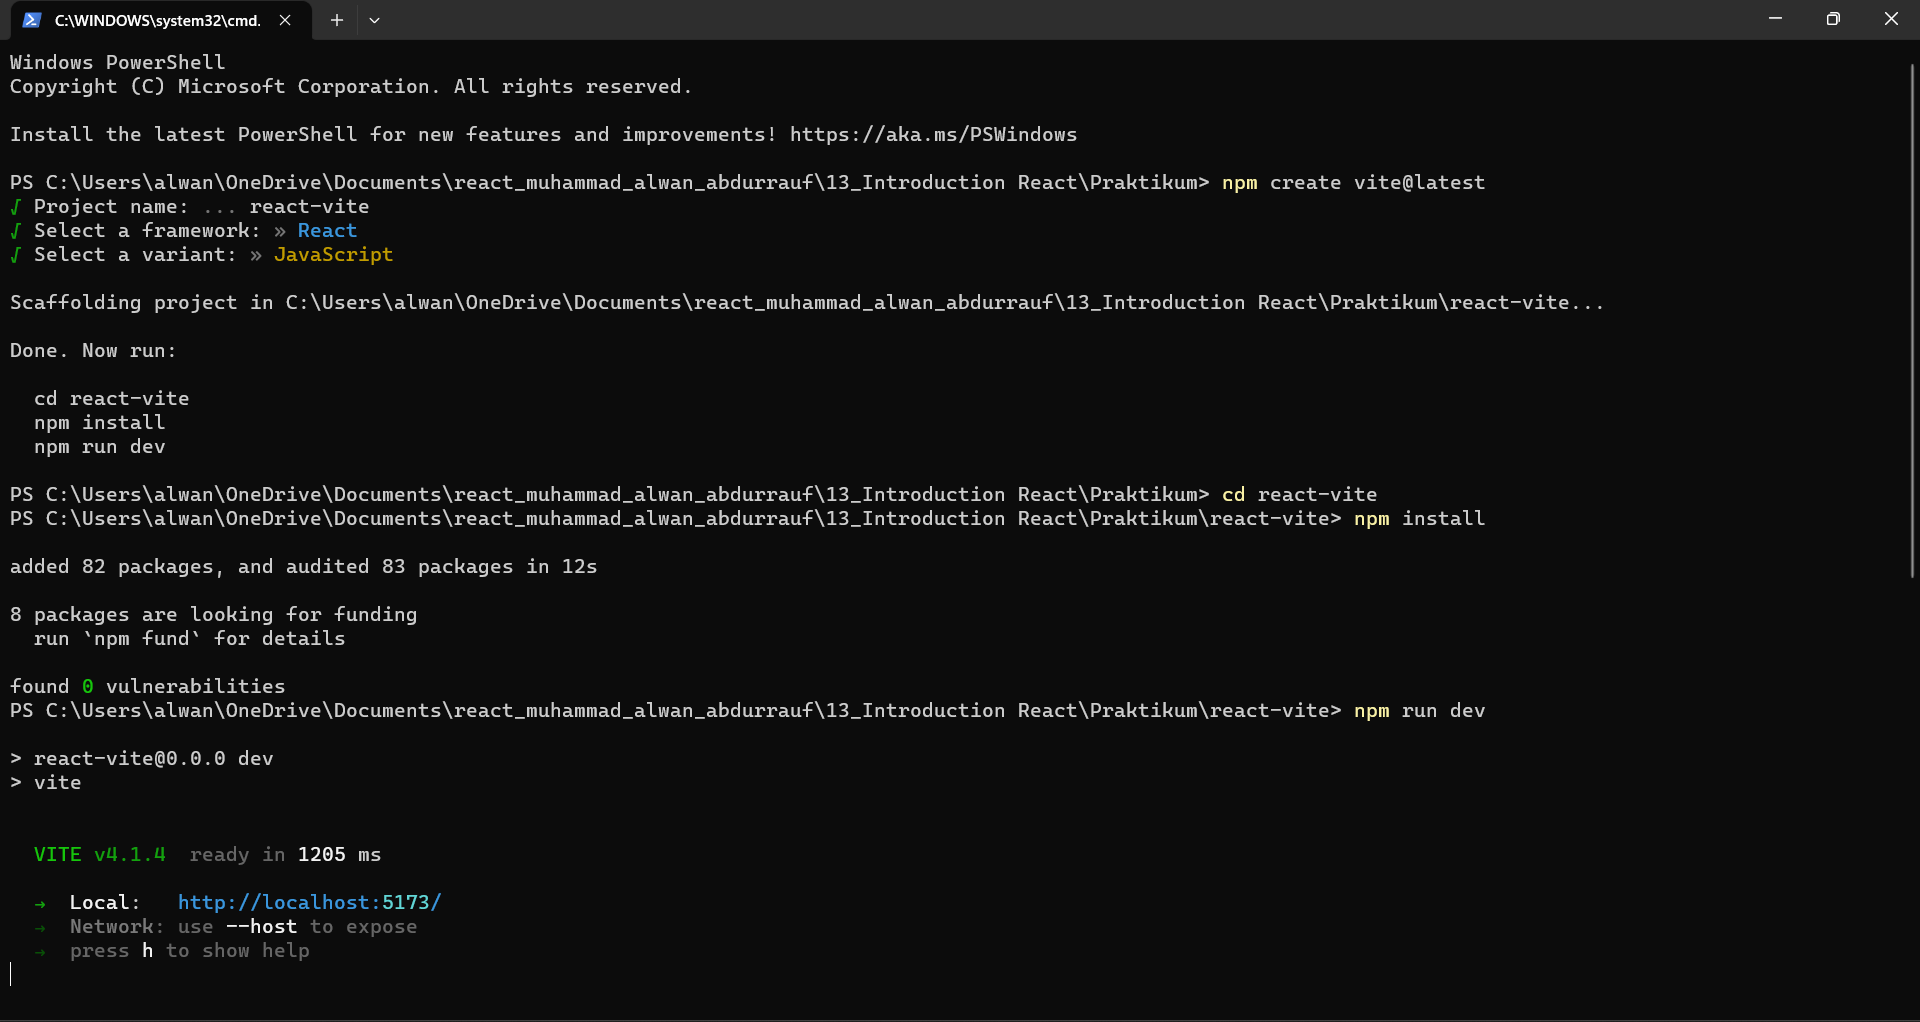 C:\WINDOWS\system32\cmd.
Windows PowerShell
Copyright (C) Microsoft Corporation. All rights reserved.
Install the latest PowerShell for new features and improvements! https://aka.ms/PSWindows
PS C:\Users\alwan\OneDrive\Documents\react_muhammad_alwan_abdurrauf\13_Introduction React\Praktikum> npm create vite@latest
√ Project name: ... react-vite
√ Select a framework: » React
√ Select a variant: » JavaScript
Scaffolding project in C:\Users\alwan\OneDrive\Documents\react_muhammad_alwan_abdurrauf\13_Introduction React\Praktikum\react-vite...
Done. Now run:
  cd react-vite
  npm install
  npm run dev
PS C:\Users\alwan\OneDrive\Documents\react_muhammad_alwan_abdurrauf\13_Introduction React\Praktikum> cd react-vite
PS C:\Users\alwan\OneDrive\Documents\react_muhammad_alwan_abdurrauf\13_Introduction React\Praktikum\react-vite> npm install
added 82 packages, and audited 83 packages in 12s
8 packages are looking for funding
  run `npm fund` for details
found 0 vulnerabilities
PS C:\Users\alwan\OneDrive\Documents\react_muhammad_alwan_abdurrauf\13_Introduction React\Praktikum\react-vite> npm run dev
> react-vite@0.0.0 dev
> vite
  VITE v4.1.4  ready in 1205 ms
  →  Local:   http://localhost:5173/
  →  Network: use --host to expose
  →  press h to show help